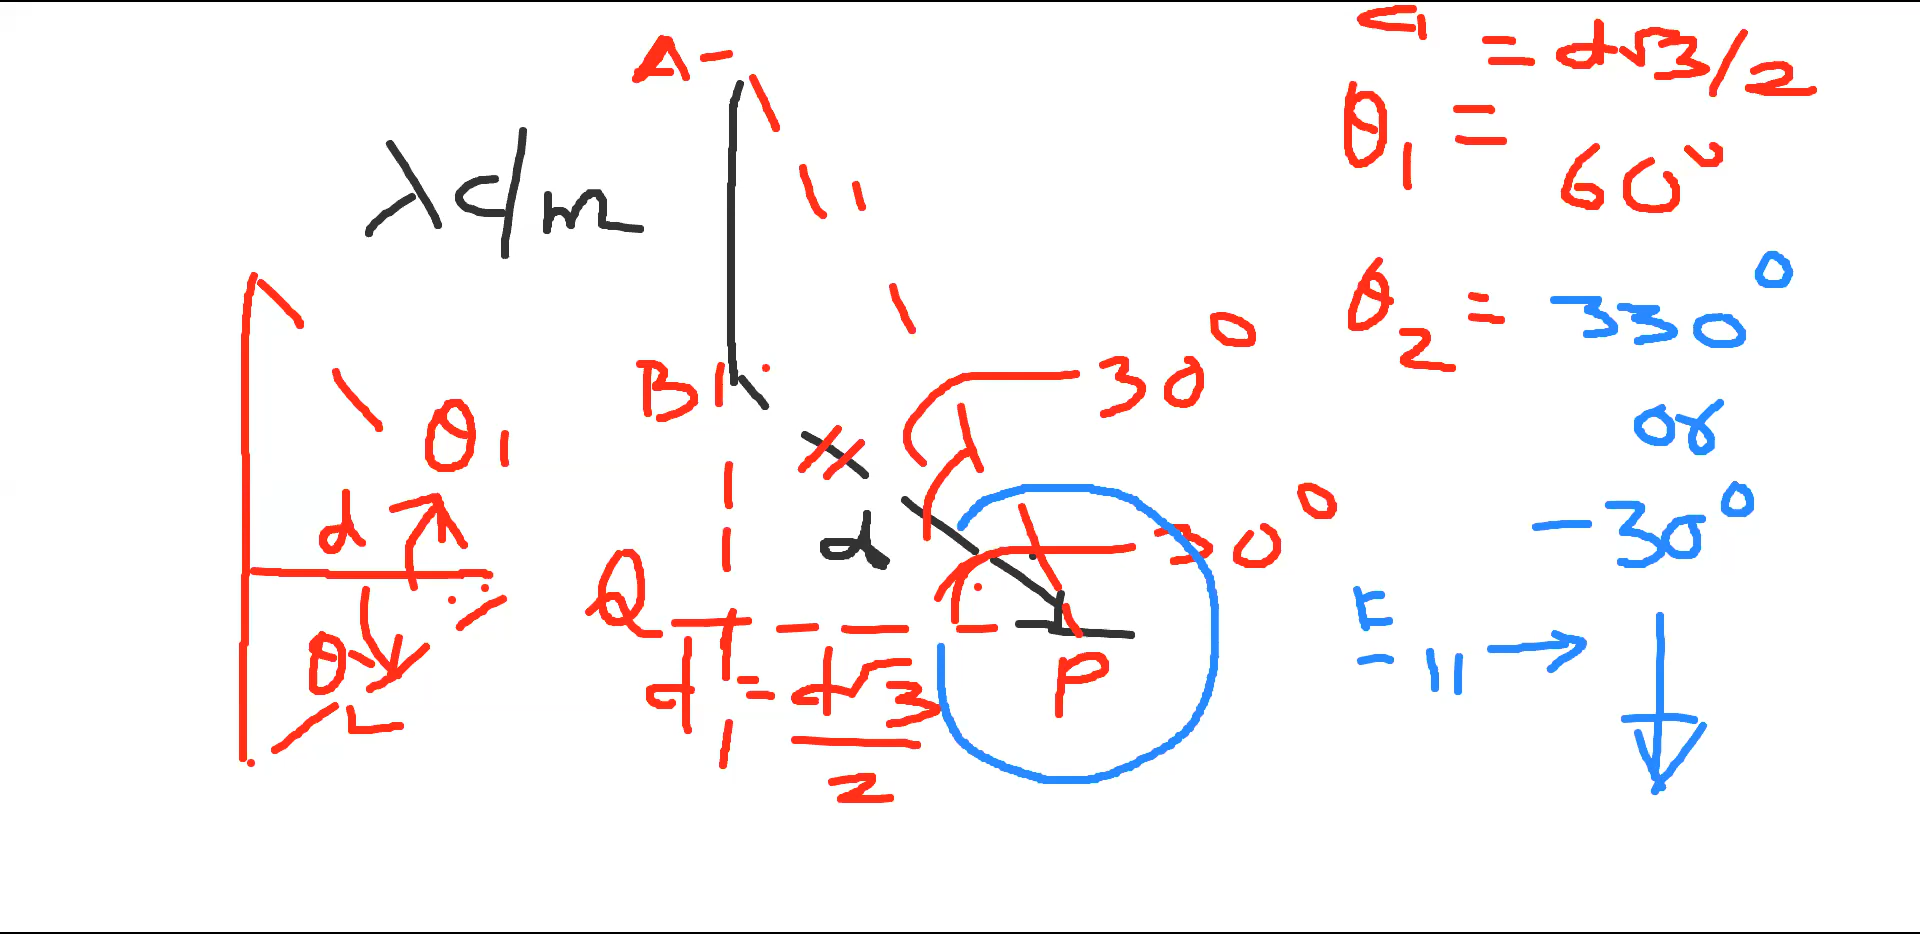 A
λ C/m
B
30°
30°
d
Q
P
d = d√3/2
θ1
d
θ2
= d√3/2
θ1 = 60°
θ2 = 330°
or
-30°
E11 →